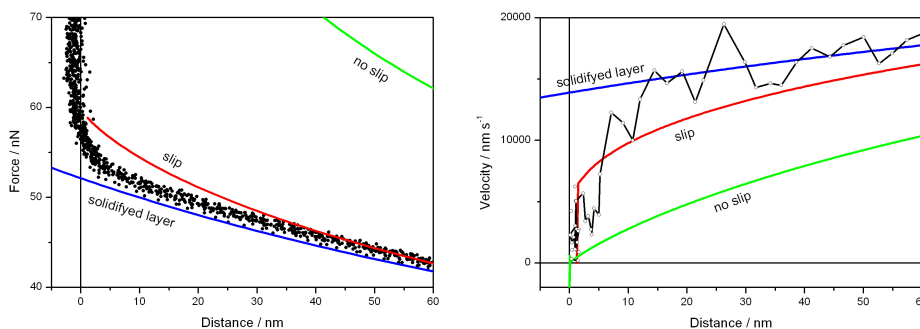 70
60
50
40
Force / nN
0
10
20
30
40
50
60
Distance / nm
no slip
slip
solidifyed layer
20000
10000
0
Velocity / nm s⁻¹
0
10
20
30
40
50
60
Distance / nm
solidifyed layer
slip
no slip